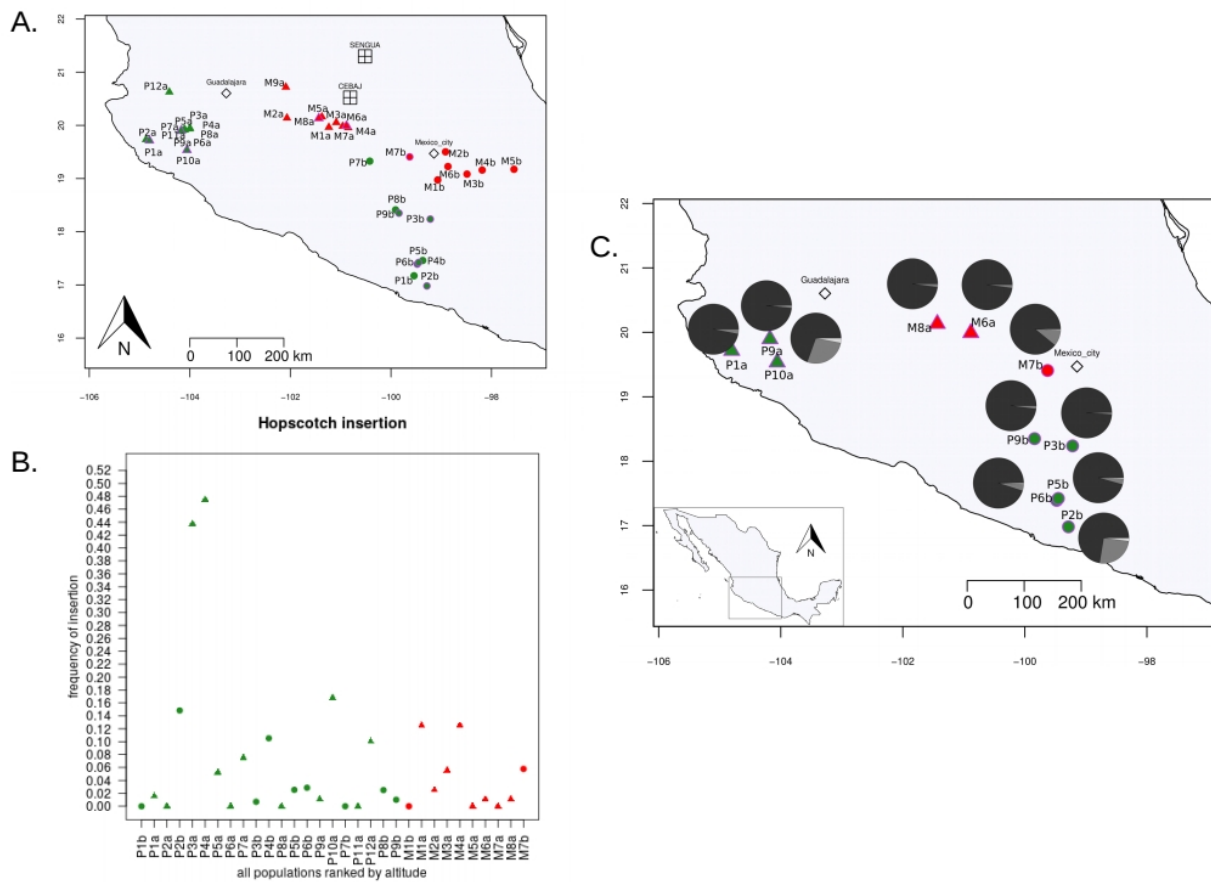 A.
22
21
20
19
18
17
16
SENGUA
CEBAJ
P12a
Guadalajara
M9a
M2a
M5a
M8a
M3a
M6a
M1a
M7a
M4a
P3a
P5a
P7a
P4a
P11a
P8a
P2a
P9a
P6a
P1a
P10a
Mexico_city
M7b
M2b
M4b
M5b
M6b
M3b
M1b
P7b
P8b
P9b
P3b
P5b
P6b
P4b
P1b
P2b
N
0 100 200 km
−106 −104 −102 −100 −98
Hopscotch insertion
B.
frequency of insertion
0.52
0.48
0.44
0.40
0.36
0.32
0.28
0.24
0.20
0.16
0.12
0.08
0.04
0.00
0.50
0.46
0.42
0.38
0.34
0.30
0.26
0.22
0.18
0.14
0.10
0.06
0.02
P1b P1a P2a P2b P3a P4a P5a P6a P7a P3b P4b P8a P5b P6b P9a P10a P7b P11a P12a P8b P9b M1b M1a M2a M3a M4a M5a M6a M7a M8a M7b
all populations ranked by altitude
C.
22
21
20
19
18
17
16
Guadalajara
M8a
M6a
P9a
P1a
P10a
Mexico_city
M7b
P9b
P3b
P5b
P6b
P2b
N
0 100 200 km
−106 −104 −102 −100 −98